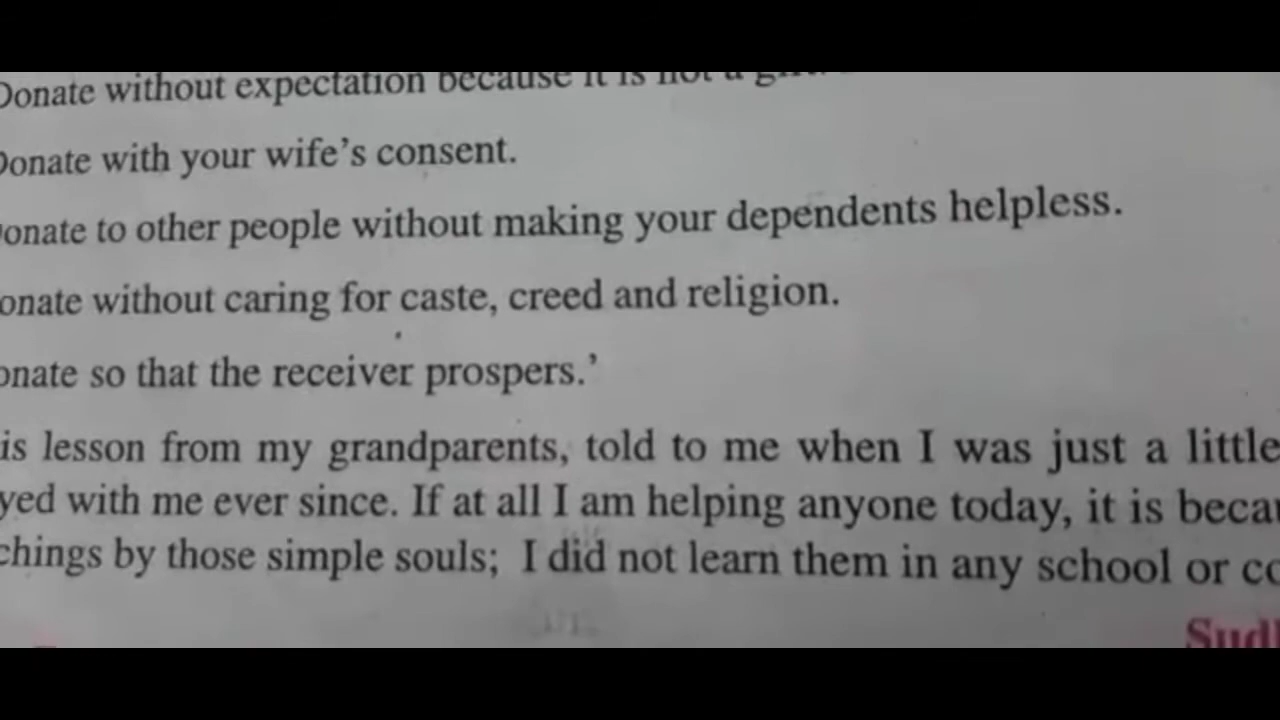 Donate without expectation because it is not a
Donate with your wife's consent.
onate to other people without making your dependents helpless.
onate without caring for caste, creed and religion.
onate so that the receiver prospers.’
is lesson from my grandparents, told to me when I was just a little
yed with me ever since. If at all I am helping anyone today, it is becau
chings by those simple souls; I did not learn them in any school or co
Sudh